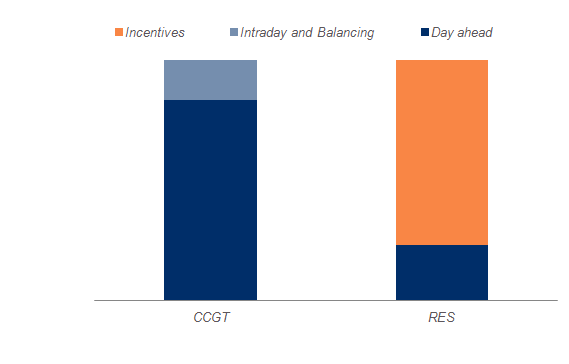 Incentives Intraday and Balancing Day ahead
CCGT RES